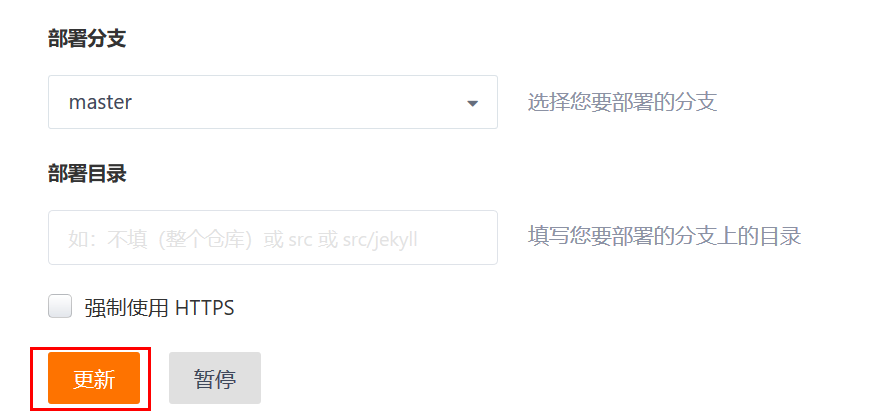 部署分支
master
选择您要部署的分支
部署目录
如：不填（整个仓库）或 src 或 src/jekyll
填写您要部署的分支上的目录
强制使用 HTTPS
更新
暂停